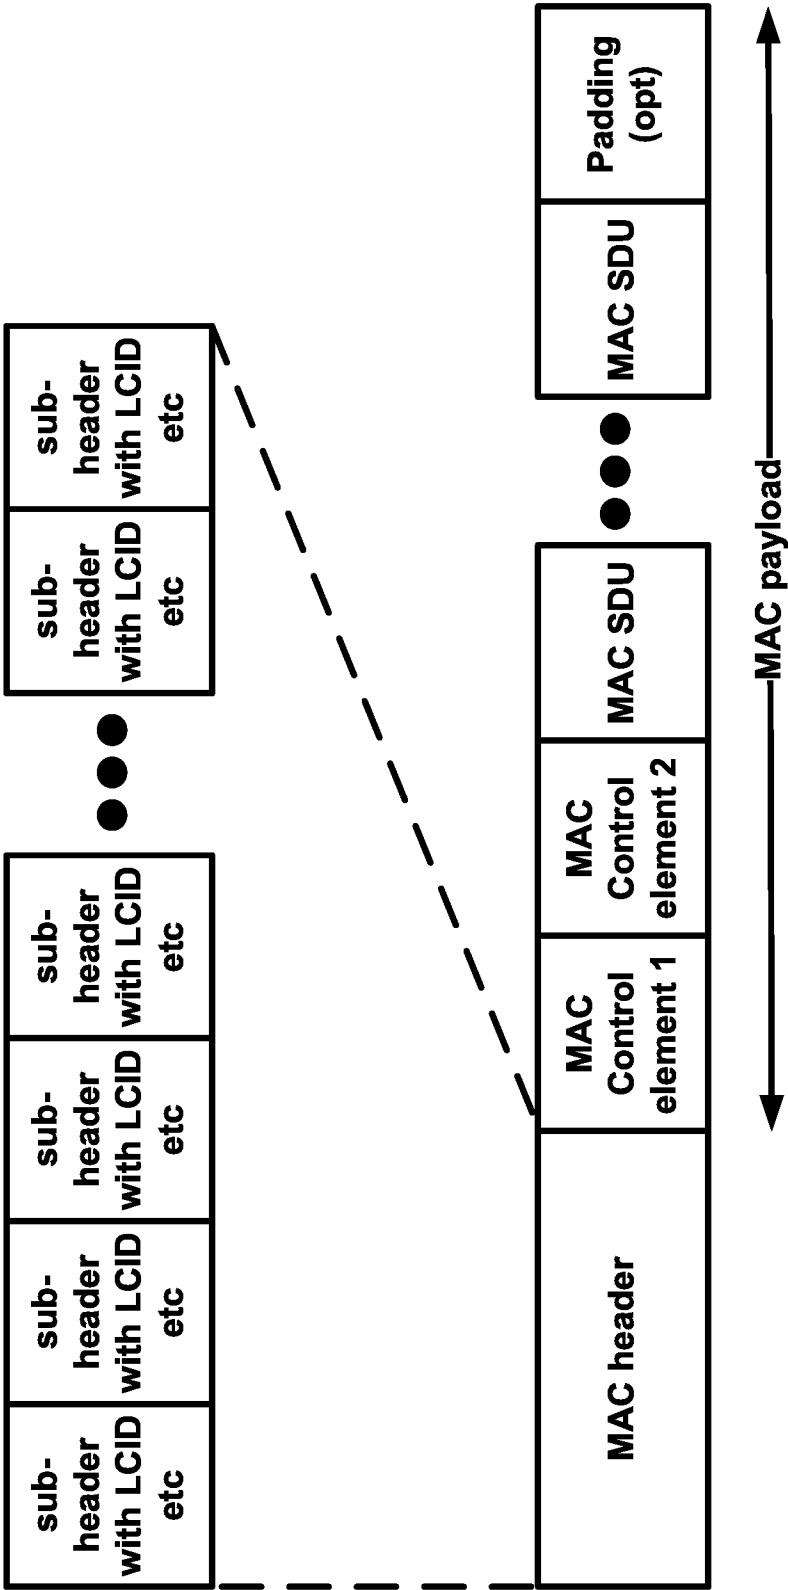 sub-
header
with LCID
etc
sub-
header
with LCID
etc
sub-
header
with LCID
etc
sub-
header
with LCID
etc
sub-
header
with LCID
etc
sub-
header
with LCID
etc
MAC header
MAC
Control
element 1
MAC
Control
element 2
MAC SDU
MAC SDU
Padding
(opt)
MAC payload